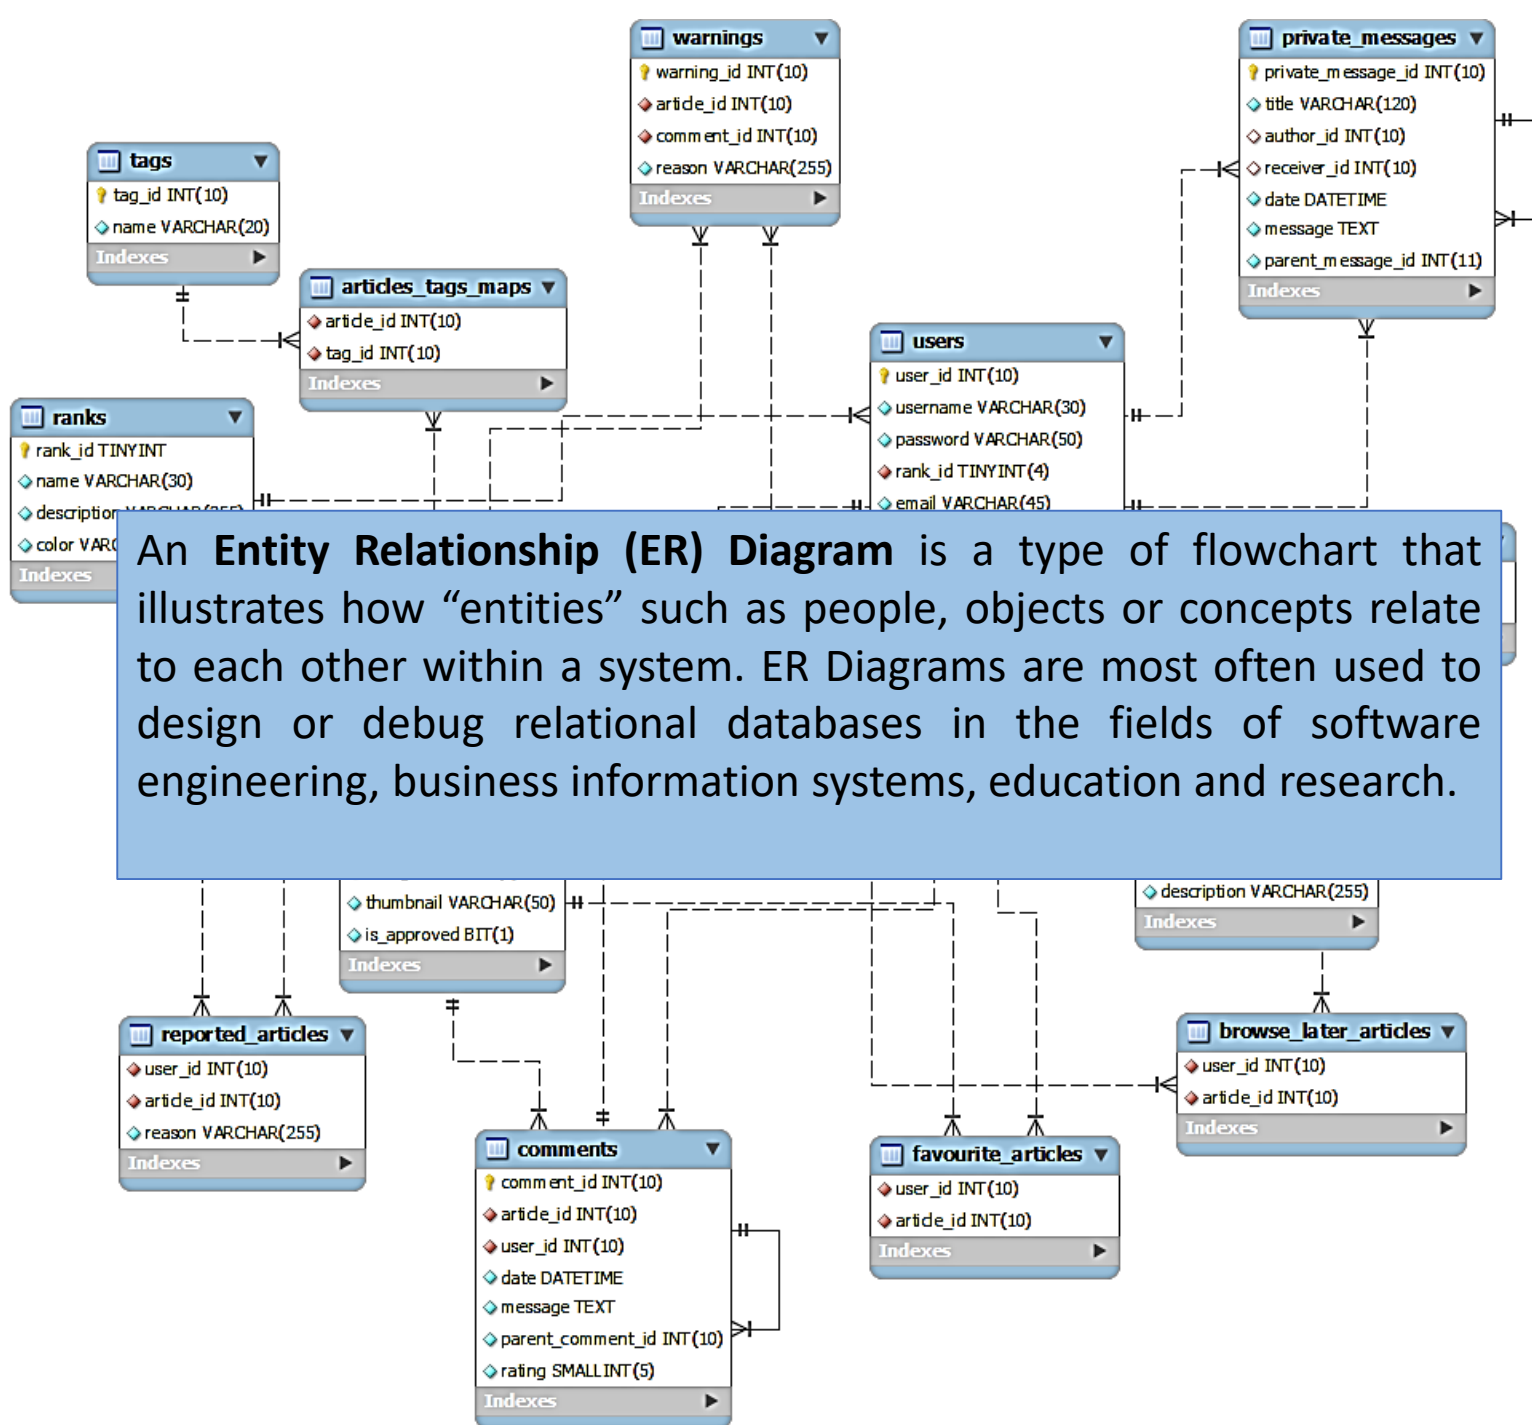 warnings
warning_id INT(10)
article_id INT(10)
comment_id INT(10)
reason VARCHAR(255)
Indexes
private_messages
private_message_id INT(10)
title VARCHAR(120)
author_id INT(10)
receiver_id INT(10)
date DATETIME
message TEXT
parent_message_id INT(11)
Indexes
tags
tag_id INT(10)
name VARCHAR(20)
Indexes
articles_tags_maps
article_id INT(10)
tag_id INT(10)
Indexes
users
user_id INT(10)
username VARCHAR(30)
password VARCHAR(50)
rank_id TINYINT(4)
email VARCHAR(45)
ranks
rank_id TINYINT
name VARCHAR(30)
description VARCHAR(255)
color VARC
Indexes
An Entity Relationship (ER) Diagram is a type of flowchart that
illustrates how “entities” such as people, objects or concepts relate
to each other within a system. ER Diagrams are most often used to
design or debug relational databases in the fields of software
engineering, business information systems, education and research.
thumbnail VARCHAR(50)
is_approved BIT(1)
Indexes
description VARCHAR(255)
Indexes
reported_articles
user_id INT(10)
article_id INT(10)
reason VARCHAR(255)
Indexes
browse_later_articles
user_id INT(10)
article_id INT(10)
Indexes
comments
comment_id INT(10)
article_id INT(10)
user_id INT(10)
date DATETIME
message TEXT
parent_comment_id INT(10)
rating SMALLINT(5)
Indexes
favourite_articles
user_id INT(10)
article_id INT(10)
Indexes